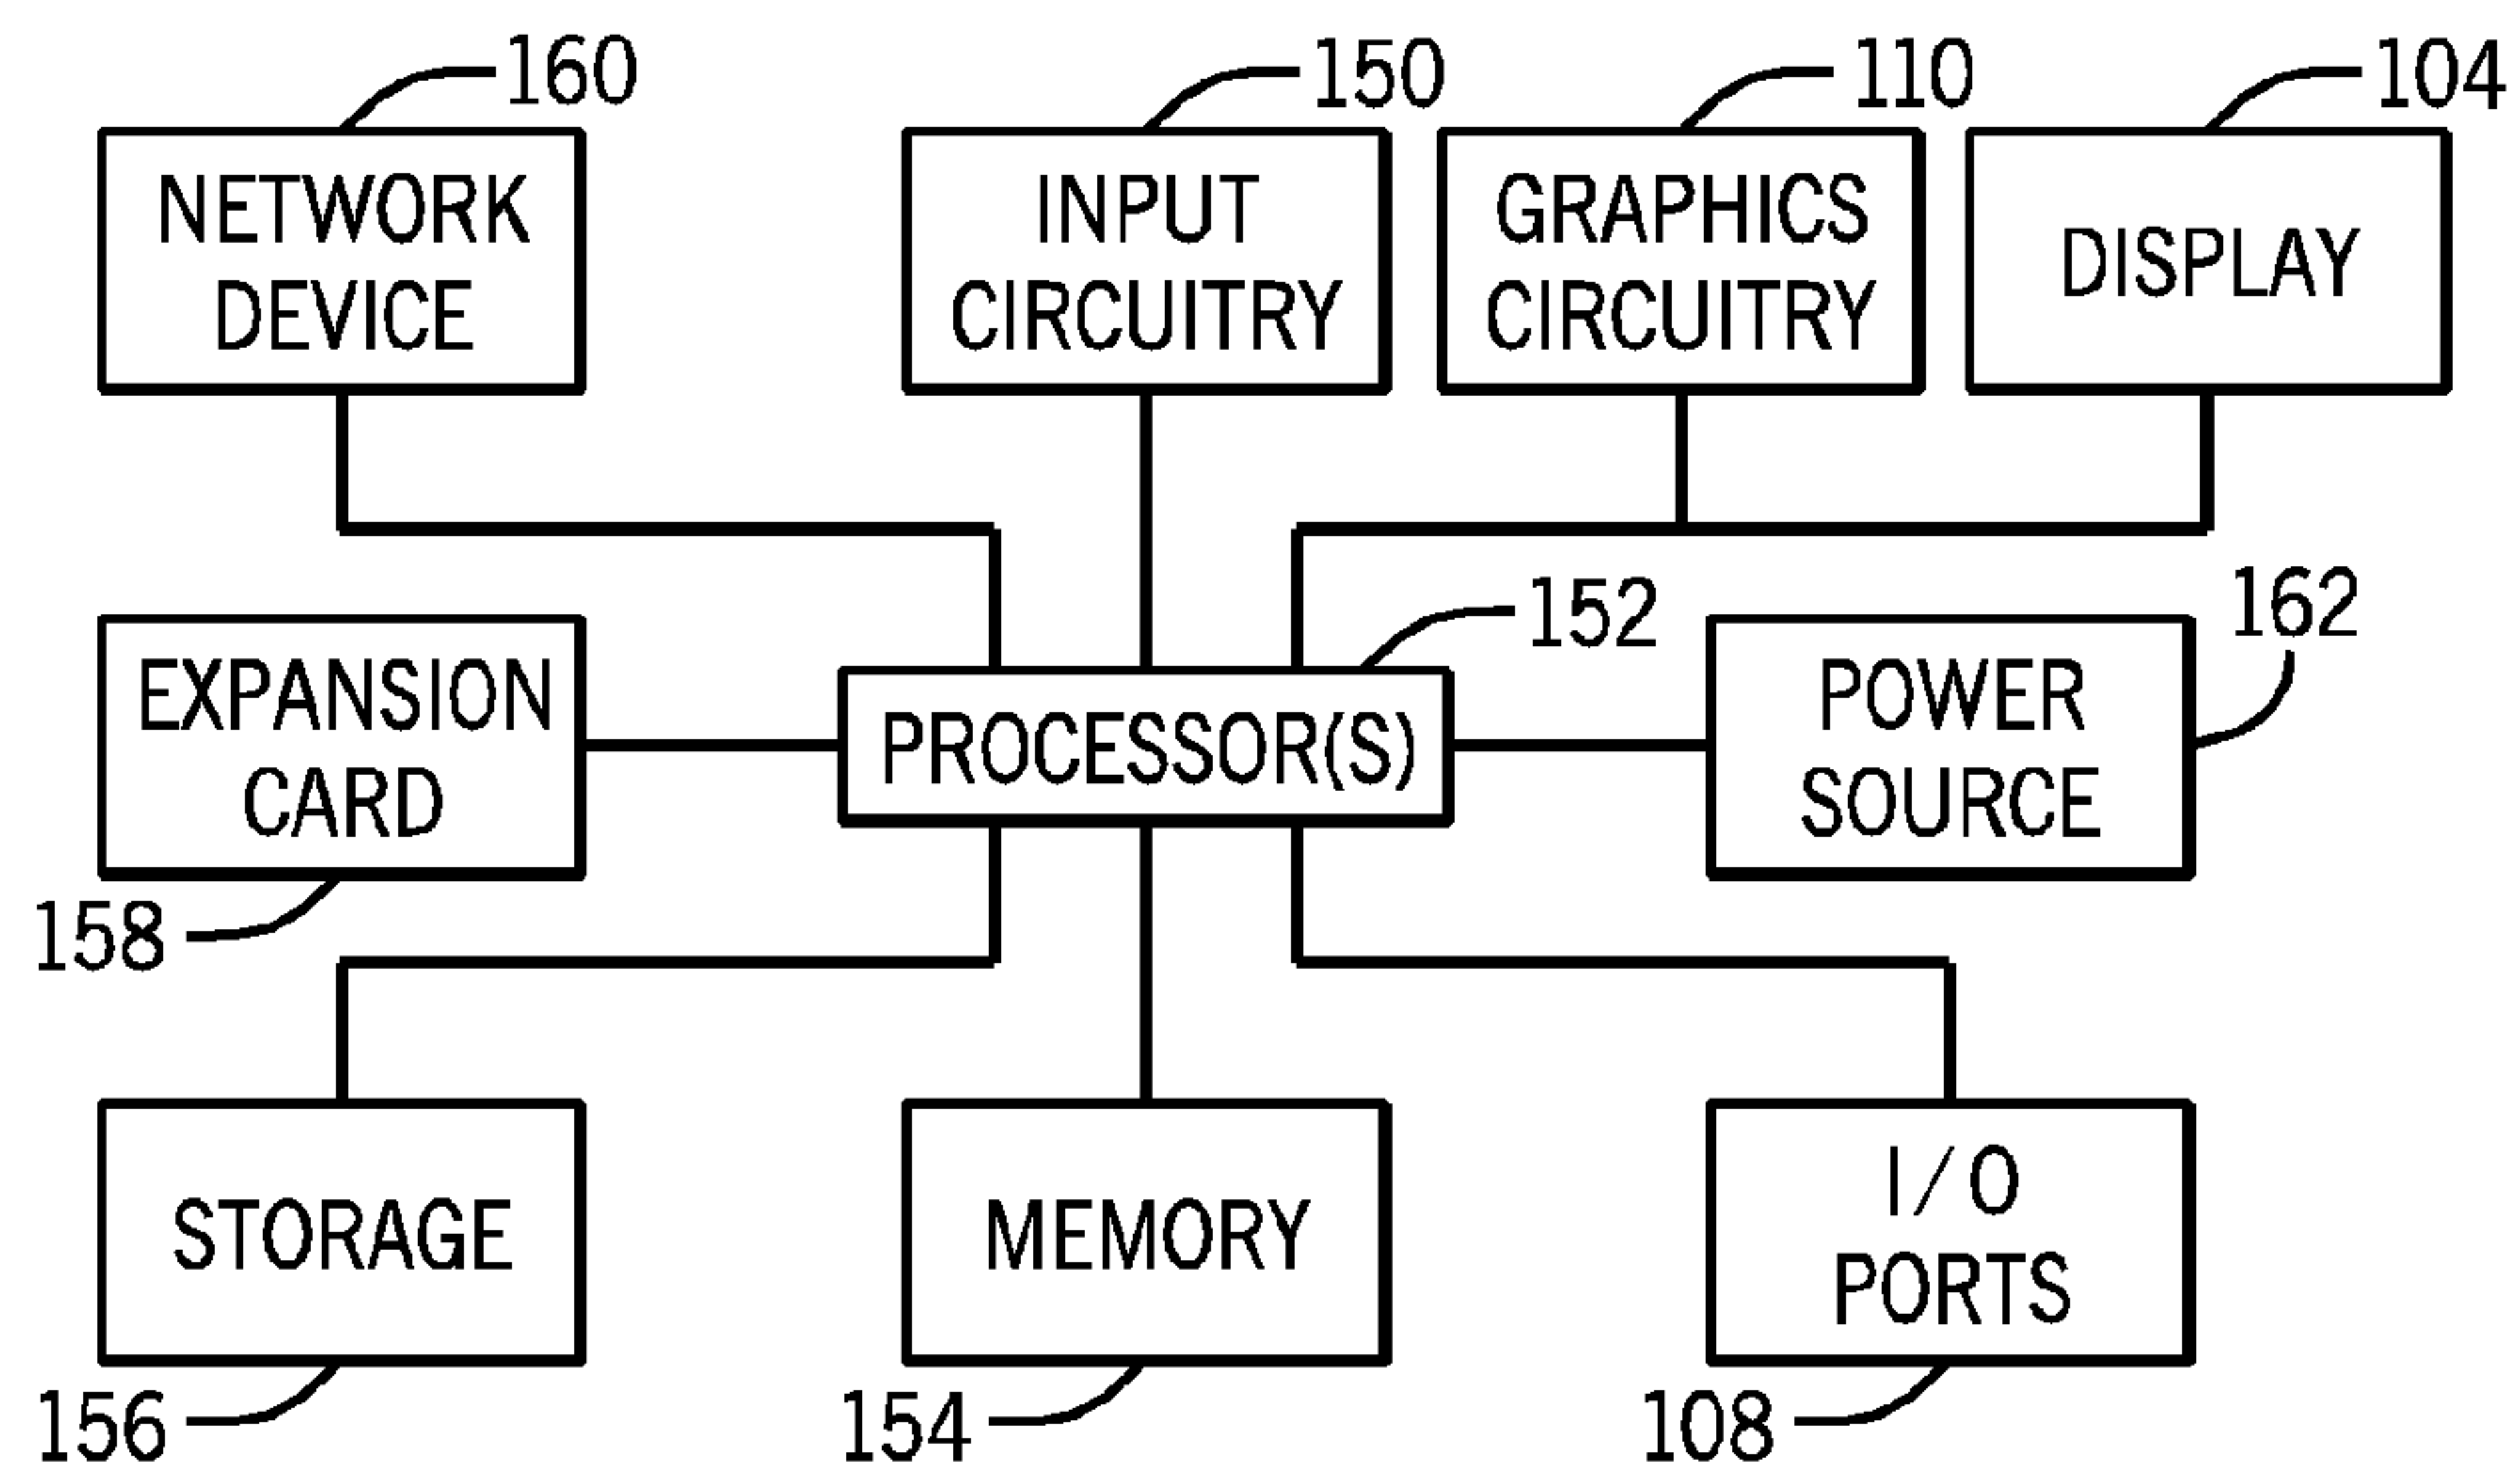 160
150
110
104
NETWORK
DEVICE
INPUT
CIRCUITRY
GRAPHICS
CIRCUITRY
DISPLAY
152
162
EXPANSION
CARD
PROCESSOR(S)
POWER
SOURCE
158
STORAGE
MEMORY
I/O
PORTS
156
154
108